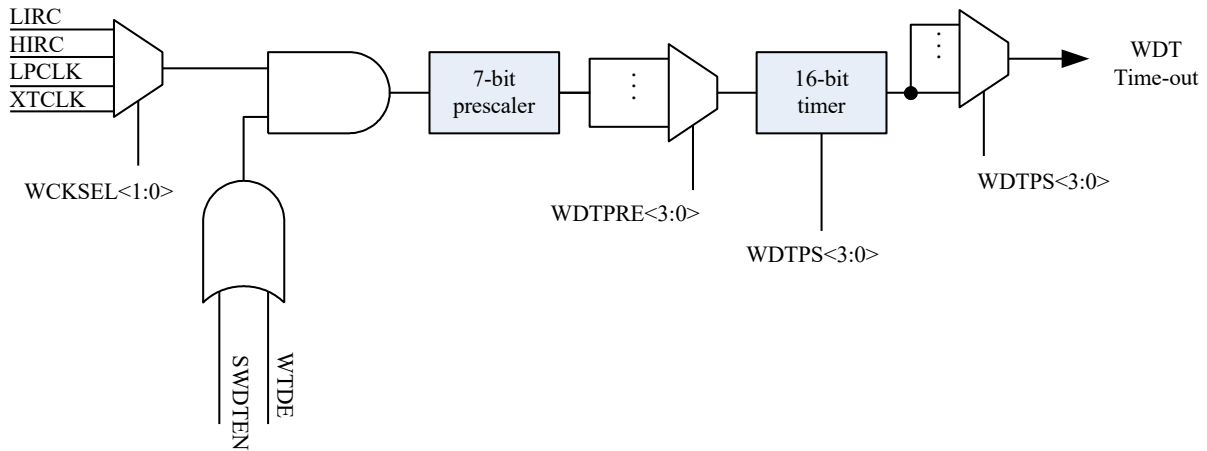 LIRC
HIRC
LPCLK
XTCLK
WCKSEL<1:0>
SWDTEN
WTDE
7-bit
prescaler
WDTPRE<3:0>
16-bit
timer
WDTPS<3:0>
WDTPS<3:0>
WDT
Time-out